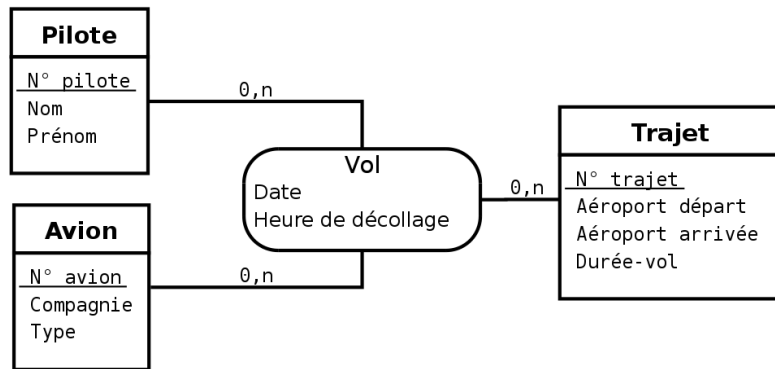 Pilote
N° pilote
Nom
Prénom
0,n
Vol
Date
Heure de décollage
0,n
Trajet
N° trajet
Aéroport départ
Aéroport arrivée
Durée-vol
Avion
N° avion
Compagnie
Type
0,n